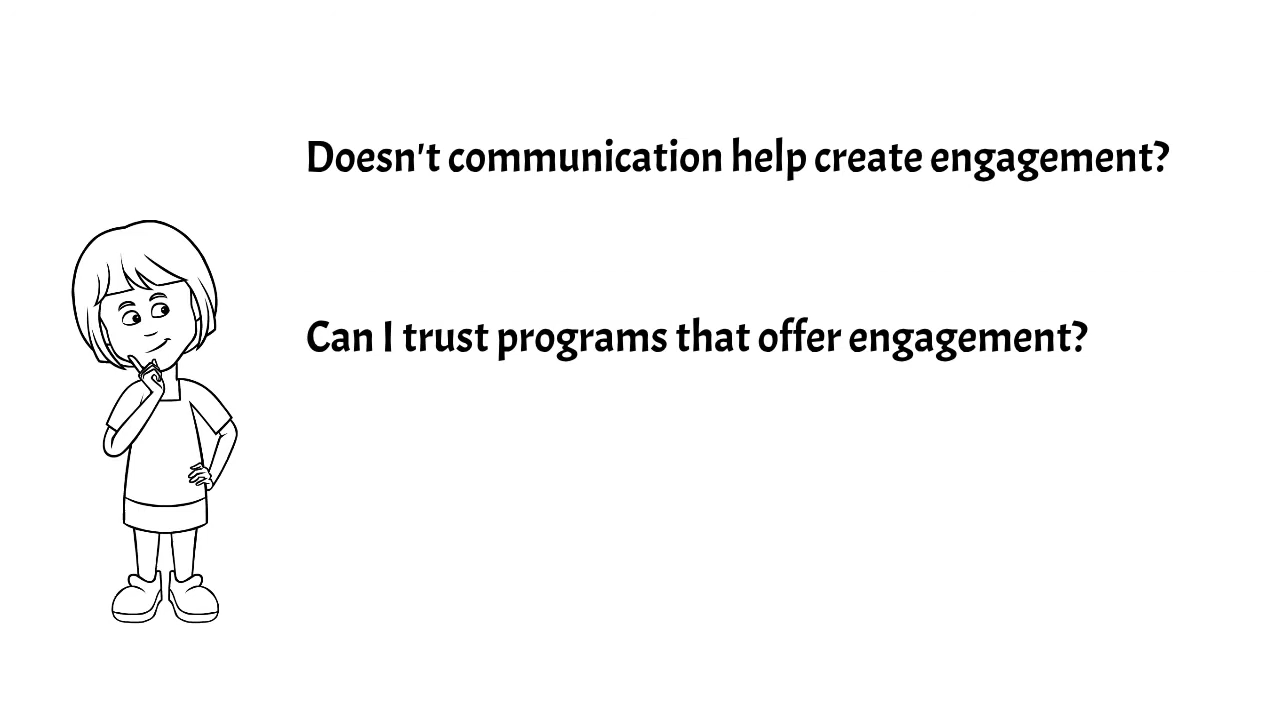 Doesn't communication help create engagement?
Can I trust programs that offer engagement?